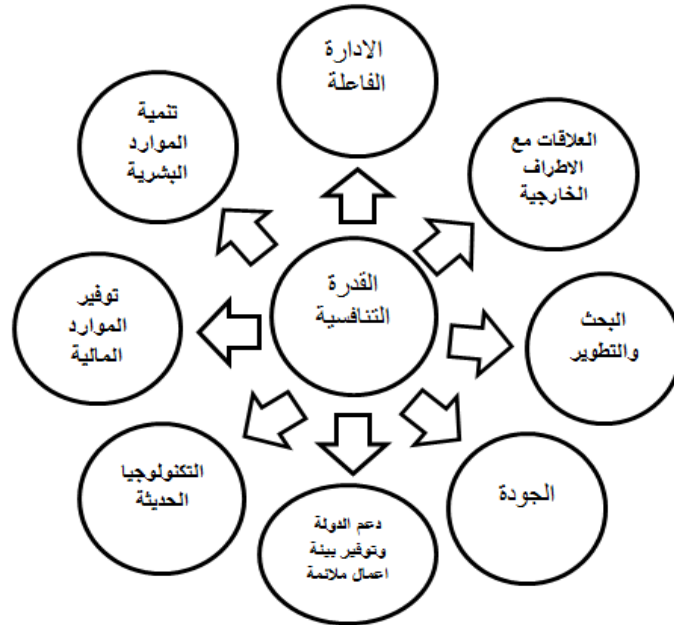 الادارة
الفاعلة
العلاقات مع
الاطراف
الخارجية
البحث
والتطوير
الجودة
دعم الدولة
وتوفير بيئة
اعمال ملائمة
التكنولوجيا
الحديثة
توفير
الموارد
المالية
تنمية
الموارد
البشرية
القدرة
التنافسية